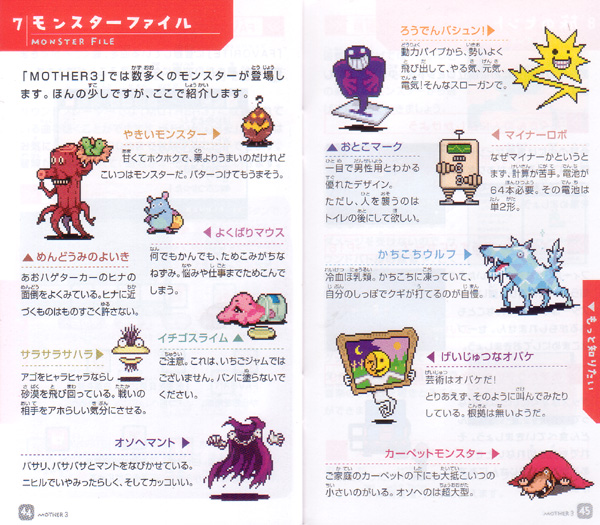 7 モンスターファイル
MONSTER FILE
「MOTHER3」では数多くのモンスターが登場し
ます。ほんの少しですが、ここで紹介します。
やきいもンスター ▶
甘くてホクホクで、栗よりうまいのだけれど
こいつはモンスターだ。バターつけてもうまそう。
◀ よくばりマウス
何でもかんでも、ためこみがちな
ねずみ。悩みや仕事までためこんで
しまう。
▲ めんどうみのよいき
ああハゲタカーのヒナの
面倒をよくみている。ヒナに近
づくものはものすごく許さない。
イチゴスライム ▲
ご注意。これは、いちごジャムでは
ございません。パンに塗らないで
ください。
サラサラサハラ ▶
アゴをヒャラヒャラならし
砂漠を飛び回っている。戦いの
相手をアホらしい気分にさせる。
オソヘマント ▶
バサリ、バサバサとマントをなびかせている。
ニヒルでいやみったらしく、そしてカッコいい。
44 MOTHER 3
ろうでんバシュン! ▶
動力パイプから、勢いよく
飛び出して、やる気、元気、
電気!そんなスローガンで。
▲ おとこマーク
一目で男性用とわかる
優れたデザイン。
ただし、人を襲うのは
トイレの後にして欲しい。
◀ マイナーロボ
なぜマイナーかというと
まず、計算が苦手。電池が
64本必要。その電池は
単2形。
かちこちウルフ ▶
冷血ほ乳類。かちこちに凍っていて、
自分のしっぽでクギが打てるのが自慢。
◀ げいじゅつなオバケ
芸術はオバケだ!
とりあえず、そのように叫んでみたり
している。根拠は無いようだ。
カーペットモンスター ▶
ご家庭のカーペットの下にも大抵こいつの
小さいのがいる。オソヘのは超大型。
▼もっと知りたい
MOTHER 3 45